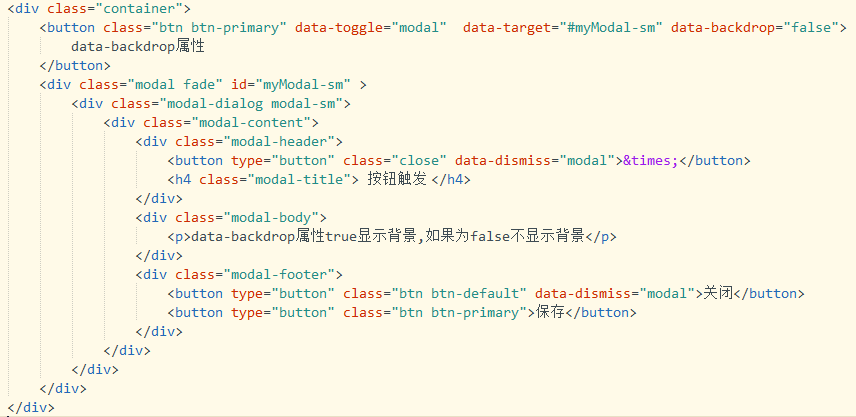 <div class="container">
    <button class="btn btn-primary" data-toggle="modal"  data-target="#myModal-sm" data-backdrop="false">
        data-backdrop属性
    </button>
    <div class="modal fade" id="myModal-sm" >
        <div class="modal-dialog modal-sm">
            <div class="modal-content">
                <div class="modal-header">
                    <button type="button" class="close" data-dismiss="modal">&times;</button>
                    <h4 class="modal-title"> 按钮触发 </h4>
                </div>
                <div class="modal-body">
                    <p>data-backdrop属性true显示背景,如果为false不显示背景</p>
                </div>
                <div class="modal-footer">
                    <button type="button" class="btn btn-default" data-dismiss="modal">关闭</button>
                    <button type="button" class="btn btn-primary">保存</button>
                </div>
            </div>
        </div>
    </div>
</div>